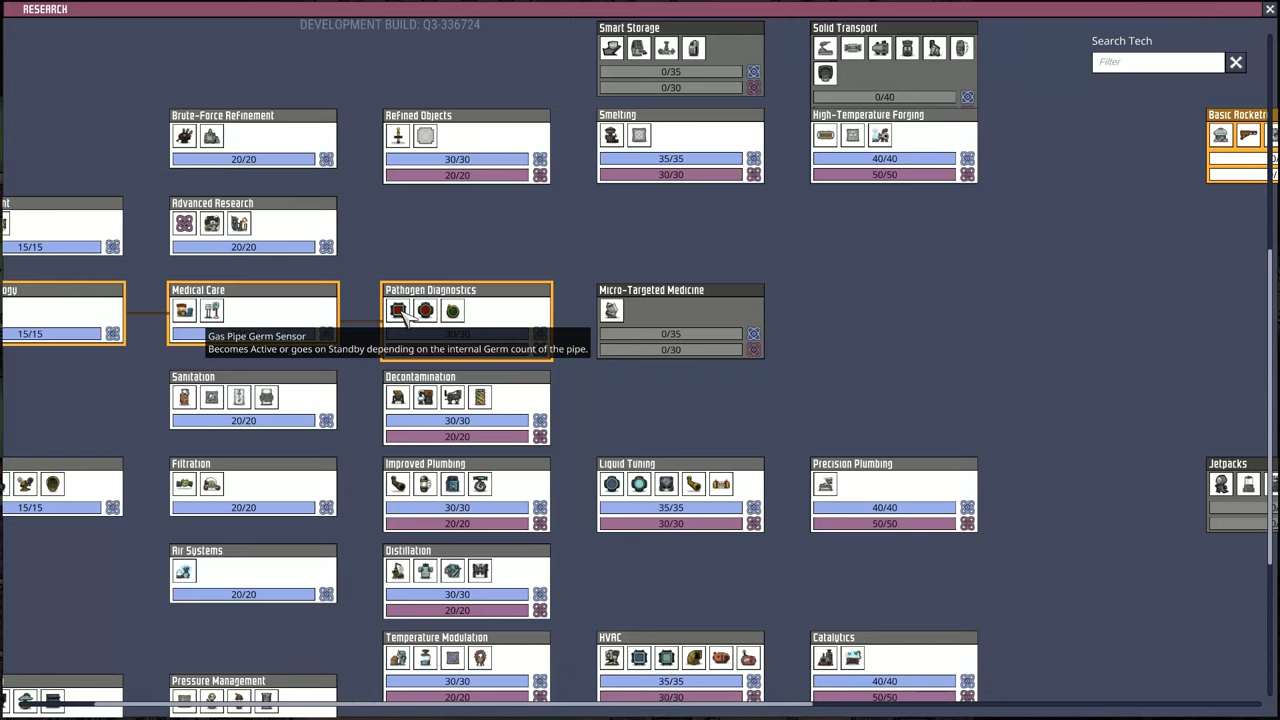 RESEARCH
DEVELOPMENT BUILD: Q3-336724
Smart Storage
0/35
0/30
Solid Transport
0/40
Search Tech
Filter
Brute-Force Refinement
20/20
Refined Objects
30/30
20/20
Smelting
35/35
30/30
High-Temperature Forging
40/40
50/50
Basic Rocketr
nt
15/15
Advanced Research
20/20
ogy
15/15
Medical Care
Pathogen Diagnostics
30/30
Micro-Targeted Medicine
0/35
0/30
Gas Pipe Germ Sensor
Becomes Active or goes on Standby depending on the internal Germ count of the pipe.
Sanitation
20/20
Decontamination
30/30
20/20
15/15
Filtration
20/20
Improved Plumbing
30/30
20/20
Liquid Tuning
35/35
30/30
Precision Plumbing
40/40
50/50
Jetpacks
Air Systems
20/20
Distillation
30/30
20/20
Temperature Modulation
30/30
20/20
HVAC
35/35
30/30
Catalytics
40/40
50/50
Pressure Management